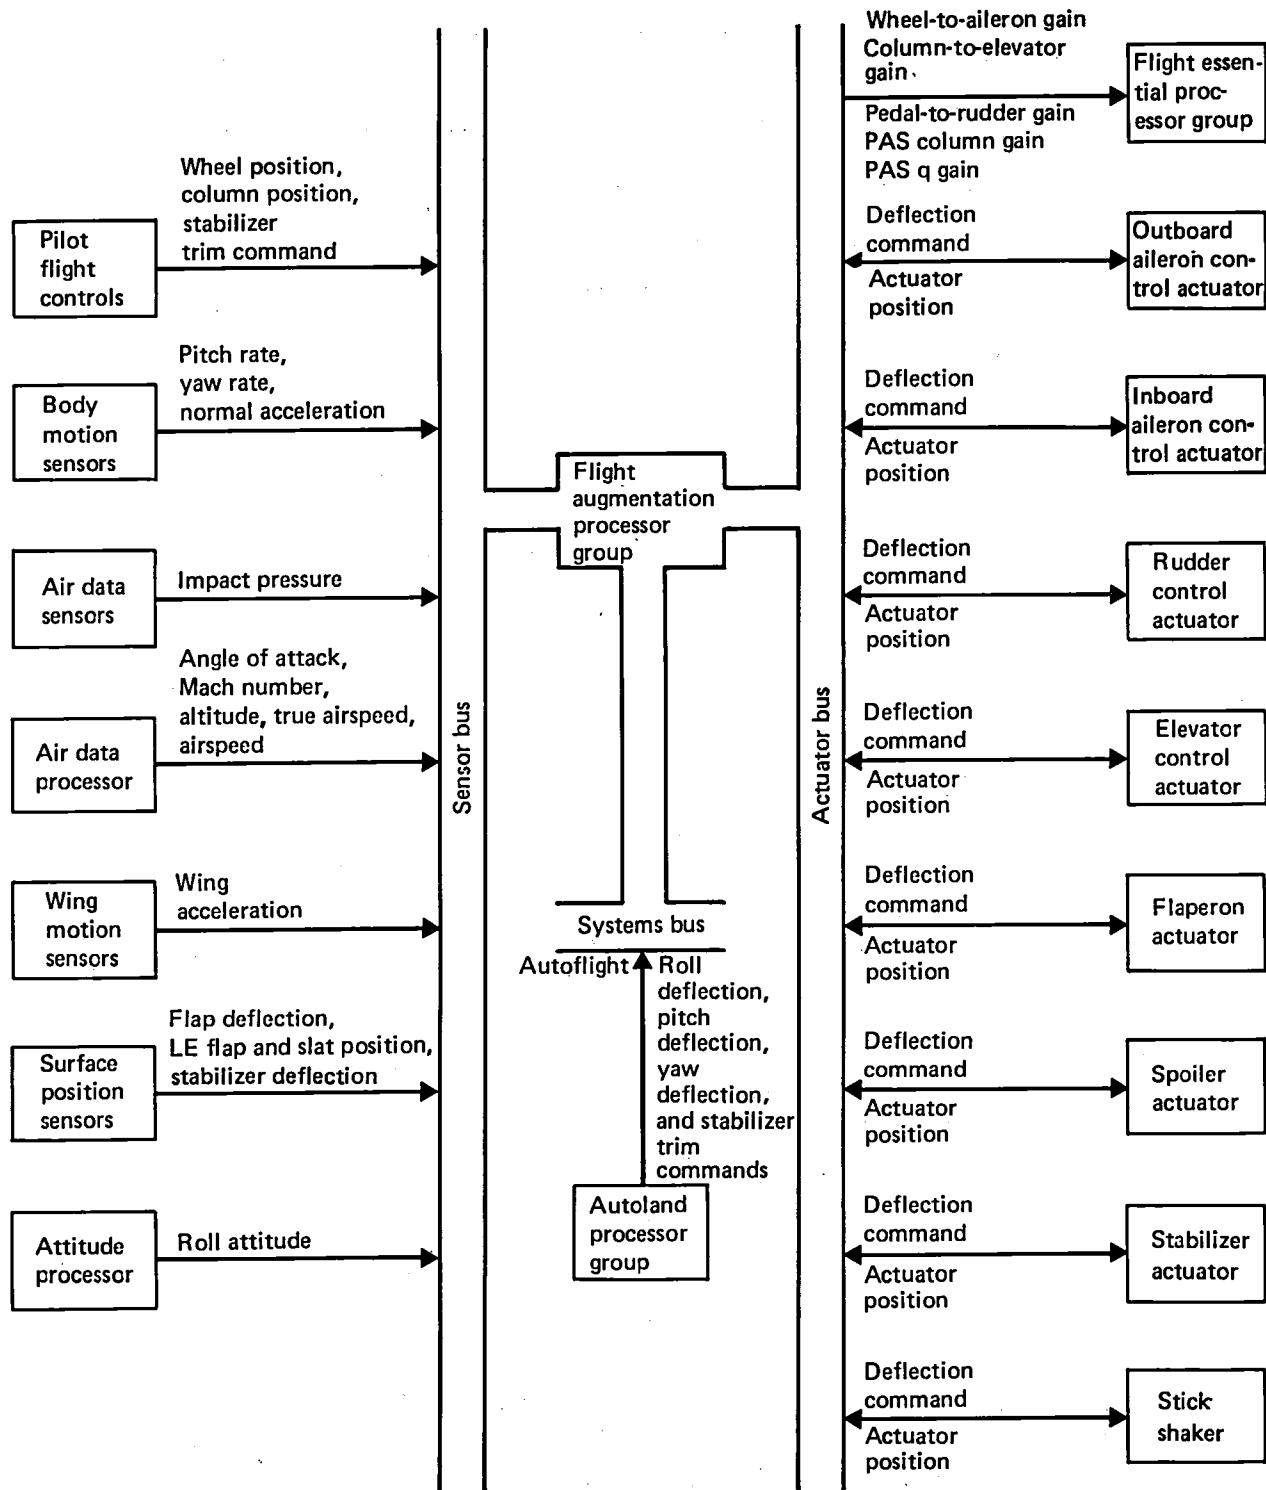 Wheel-to-aileron gain
Column-to-elevator
gain
Pedal-to-rudder gain
PAS column gain
PAS q gain
Flight essen-
tial proc-
essor group
Wheel position,
column position,
stabilizer
trim command
Pilot
flight
controls
Deflection
command
Actuator
position
Outboard
aileron con-
trol actuator
Pitch rate,
yaw rate,
normal acceleration
Body
motion
sensors
Deflection
command
Actuator
position
Inboard
aileron con-
trol actuator
Flight
augmentation
processor
group
Impact pressure
Air data
sensors
Deflection
command
Actuator
position
Rudder
control
actuator
Angle of attack,
Mach number,
altitude, true airspeed,
airspeed
Air data
processor
Sensor bus
Actuator bus
Deflection
command
Actuator
position
Elevator
control
actuator
Wing
acceleration
Wing
motion
sensors
Systems bus
Deflection
command
Actuator
position
Flaperon
actuator
Autoflight
Roll
deflection,
pitch
deflection,
yaw
deflection,
and stabilizer
trim
commands
Flap deflection,
LE flap and slat position,
stabilizer deflection
Surface
position
sensors
Deflection
command
Actuator
position
Spoiler
actuator
Autoland
processor
group
Roll attitude
Attitude
processor
Deflection
command
Actuator
position
Stabilizer
actuator
Deflection
command
Actuator
position
Stick
shaker